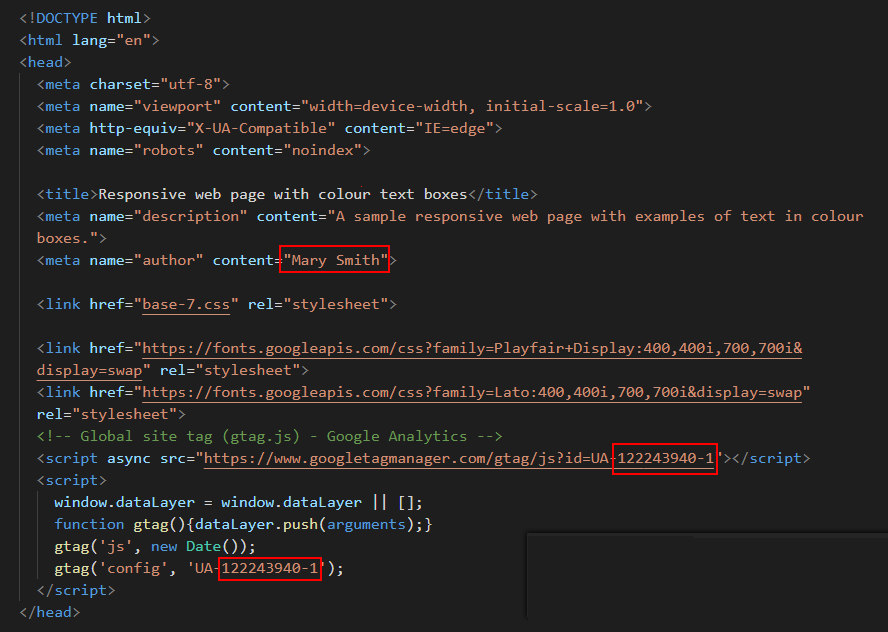 <!DOCTYPE html>
<html lang="en">
<head>
<meta charset="utf-8">
<meta name="viewport" content="width=device-width, initial-scale=1.0">
<meta http-equiv="X-UA-Compatible" content="IE=edge">
<meta name="robots" content="noindex">
<title>Responsive web page with colour text boxes</title>
<meta name="description" content="A sample responsive web page with examples of text in colour
boxes.">
<meta name="author" content="Mary Smith">
<link href="base-7.css" rel="stylesheet">
<link href="https://fonts.googleapis.com/css?family=Playfair+Display:400,400i,700,700i&
display=swap" rel="stylesheet">
<link href="https://fonts.googleapis.com/css?family=Lato:400,400i,700,700i&display=swap"
rel="stylesheet">
<!-- Global site tag (gtag.js) - Google Analytics -->
<script async src="https://www.googletagmanager.com/gtag/js?id=UA-122243940-1"></script>
<script>
window.dataLayer = window.dataLayer || [];
function gtag(){dataLayer.push(arguments);}
gtag('js', new Date());
gtag('config', 'UA-122243940-1');
</script>
</head>